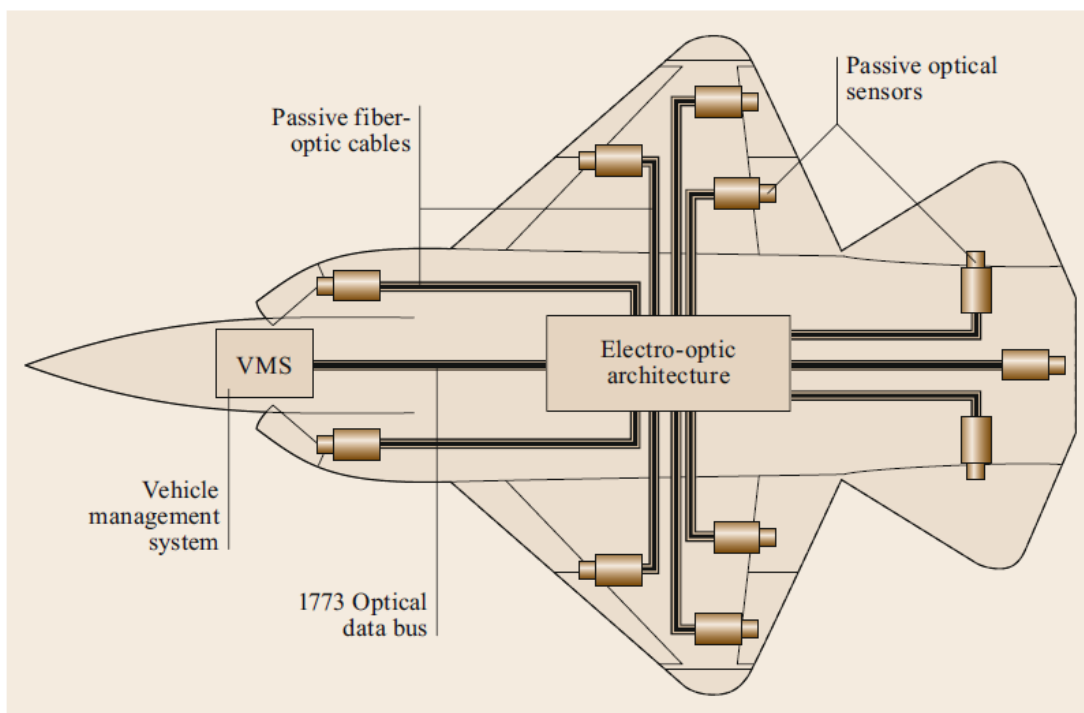 Passive fiber-
optic cables
Passive optical
sensors
VMS
Electro-optic
architecture
Vehicle
management
system
1773 Optical
data bus